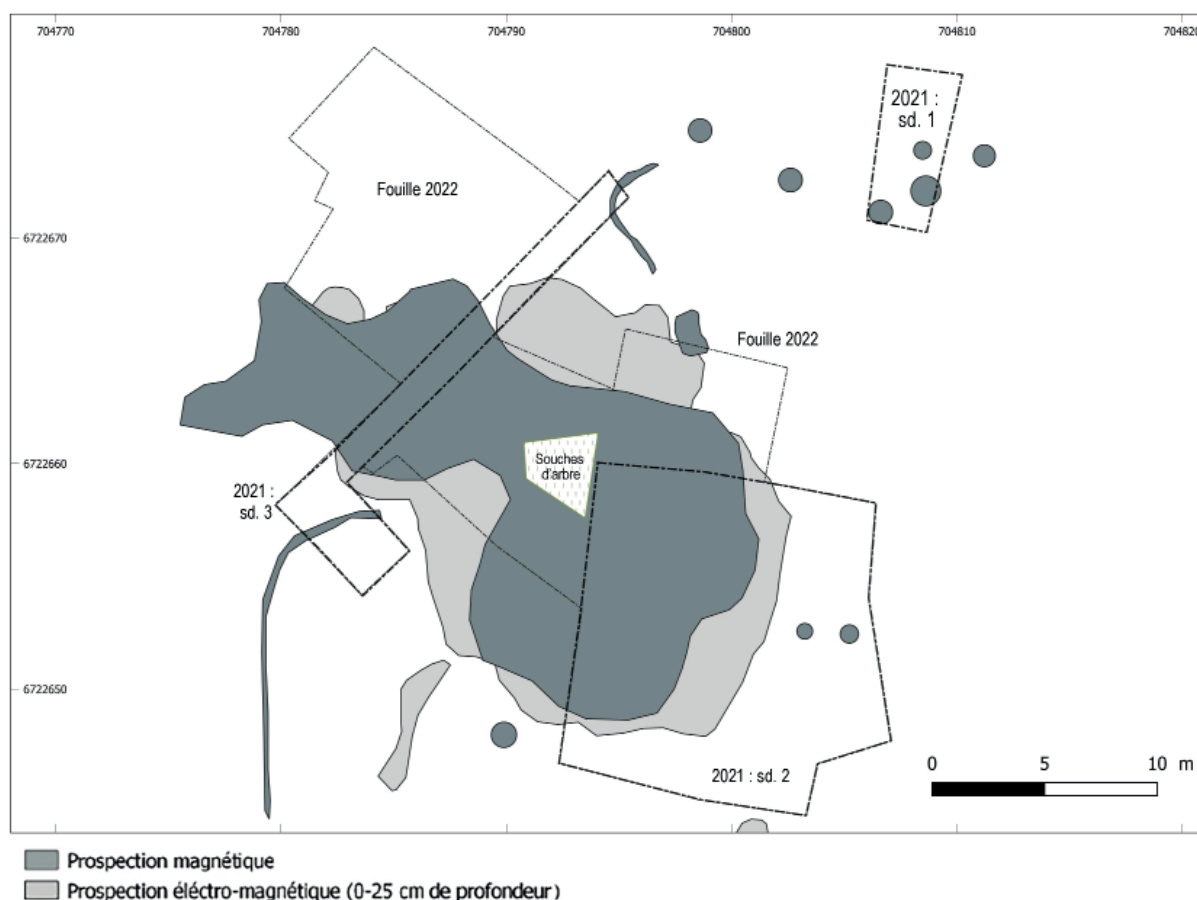 704770 704780 704790 704800 704810 704820
2021 :
sd. 1
Fouille 2022
6722670
Fouille 2022
6722660
Souches
d'arbre
2021 :
sd. 3
6722650
2021 : sd. 2
0 5 10 m
Prospection magnétique
Prospection éléctro-magnétique (0-25 cm de profondeur)